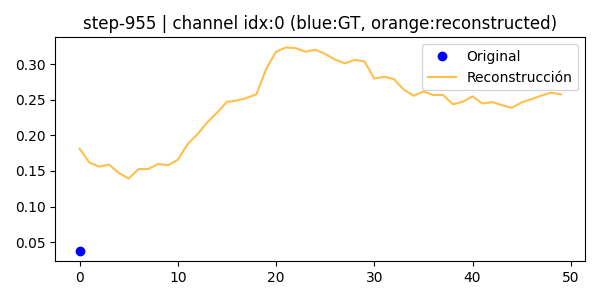 step-955 | channel idx:0 (blue:GT, orange:reconstructed)
Original
Reconstrucción
0.30
0.25
0.20
0.15
0.10
0.05
0 10 20 30 40 50